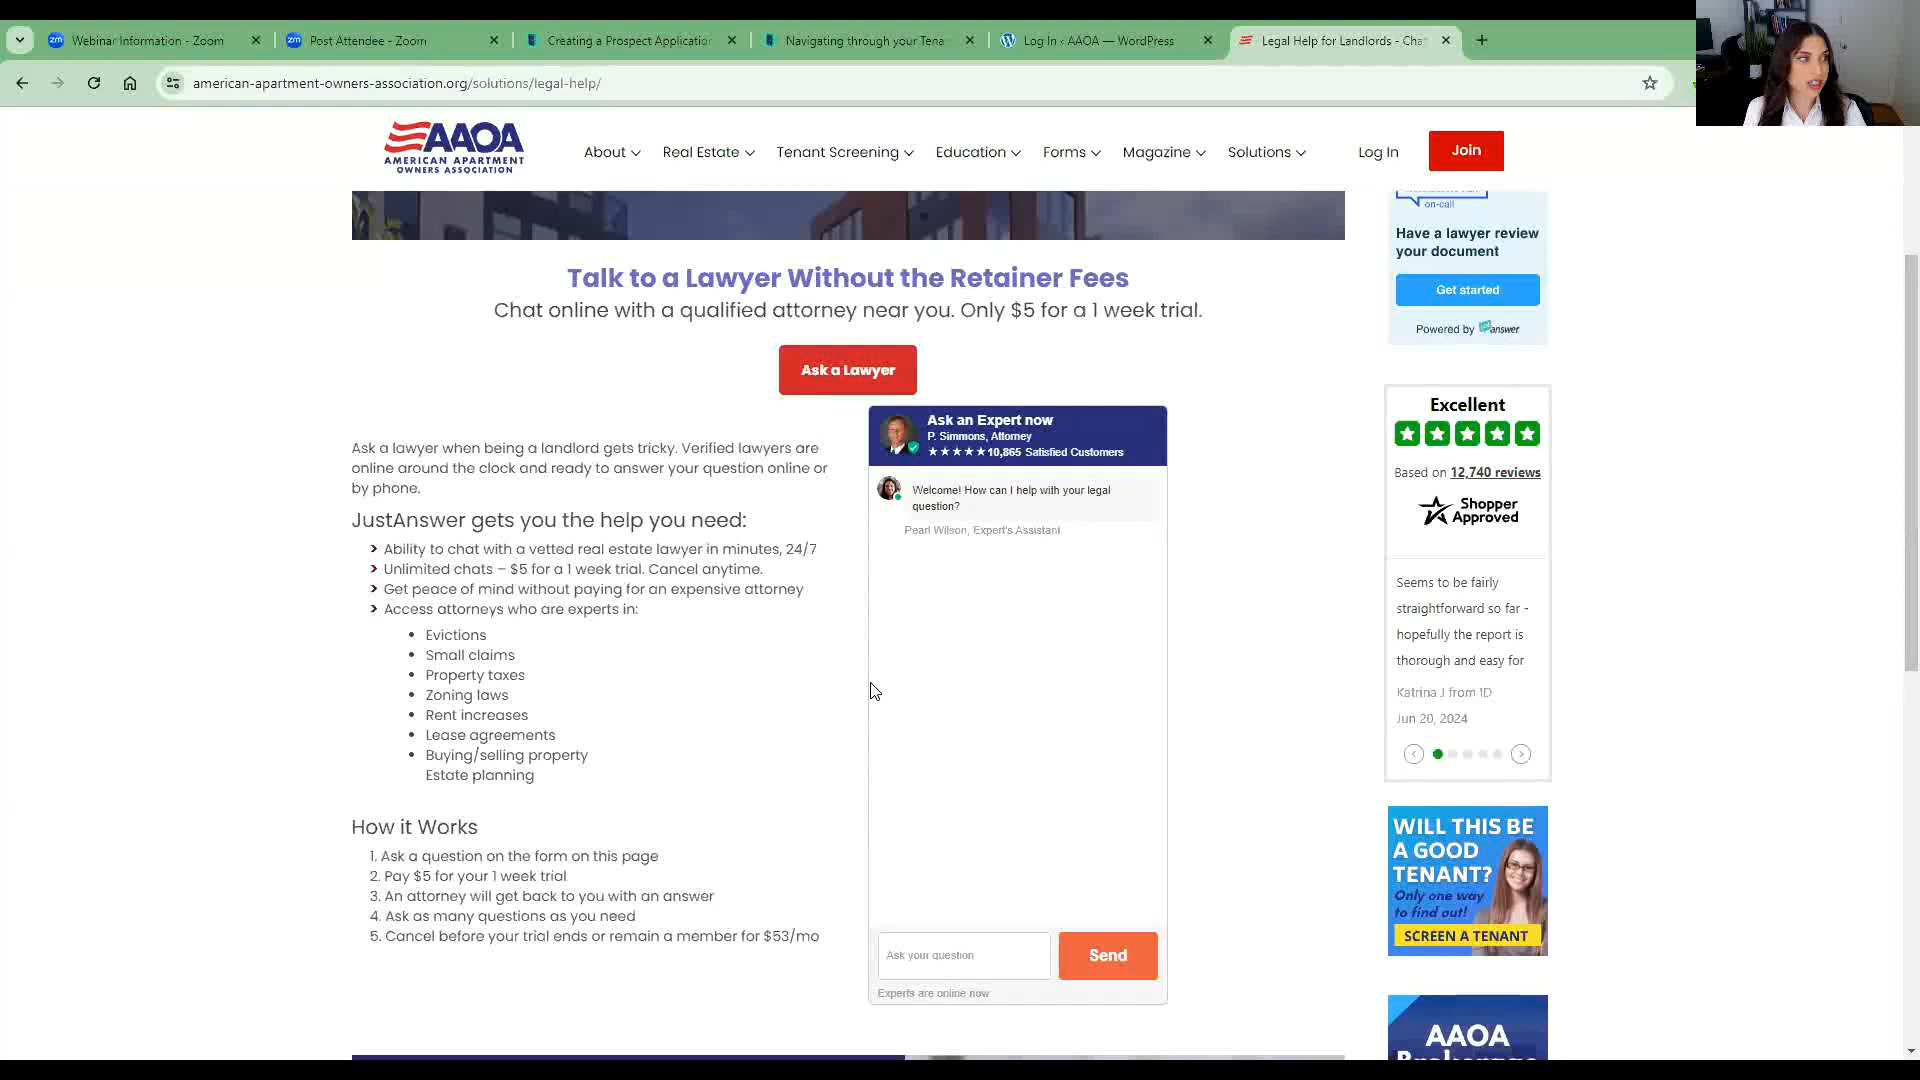 Webinar Information - Zoom
Post Attendee - Zoom
Creating a Prospect Application
Navigating through your Tena
Log In ‹ AAOA — WordPress
Legal Help for Landlords - Cha
american-apartment-owners-association.org/solutions/legal-help/
AAOA
AMERICAN APARTMENT
OWNERS ASSOCIATION
About
Real Estate
Tenant Screening
Education
Forms
Magazine
Solutions
Log In
Join
Talk to a Lawyer Without the Retainer Fees
Chat online with a qualified attorney near you. Only $5 for a 1 week trial.
Ask a Lawyer
Ask a lawyer when being a landlord gets tricky. Verified lawyers are
online around the clock and ready to answer your question online or
by phone.
JustAnswer gets you the help you need:
Ability to chat with a vetted real estate lawyer in minutes, 24/7
Unlimited chats – $5 for a 1 week trial. Cancel anytime.
Get peace of mind without paying for an expensive attorney
Access attorneys who are experts in:
Evictions
Small claims
Property taxes
Zoning laws
Rent increases
Lease agreements
Buying/selling property
Estate planning
How it Works
1. Ask a question on the form on this page
2. Pay $5 for your 1 week trial
3. An attorney will get back to you with an answer
4. Ask as many questions as you need
5. Cancel before your trial ends or remain a member for $53/mo
Ask an Expert now
P. Simmons, Attorney
★★★★★10,865 Satisfied Customers
Welcome! How can I help with your legal
question?
Pearl Wilson, Expert's Assistant
Ask your question
Send
Experts are online now
on-call
Have a lawyer review
your document
Get started
Powered by answer
Excellent
Based on 12,740 reviews
Shopper
Approved
Seems to be fairly
straightforward so far -
hopefully the report is
thorough and easy for
Katrina J from ID
Jun 20, 2024
WILL THIS BE
A GOOD
TENANT?
Only one way
to find out!
SCREEN A TENANT
AAOA
Brokerage